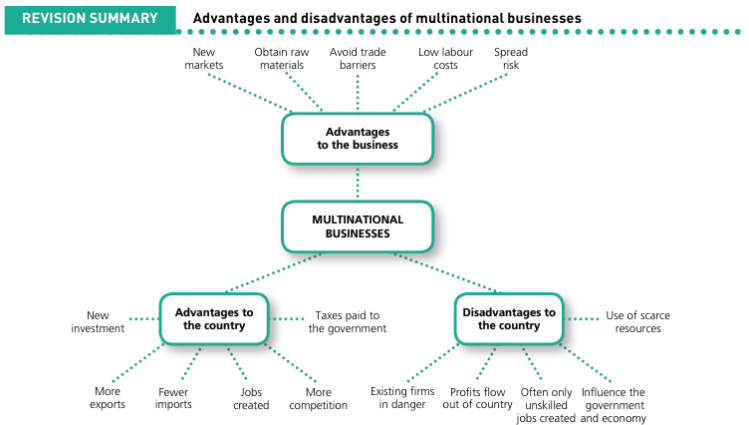 REVISION SUMMARY
Advantages and disadvantages of multinational businesses
New
markets
Obtain raw
materials
Avoid trade
barriers
Low labour
costs
Spread
risk
Advantages
to the business
MULTINATIONAL
BUSINESSES
Advantages to
the country
New
investment
Taxes paid to
the government
More
exports
Fewer
imports
Jobs
created
More
competition
Disadvantages to
the country
Use of scarce
resources
Existing firms
in danger
Profits flow
out of country
Often only
unskilled
jobs created
Influence the
government
and economy